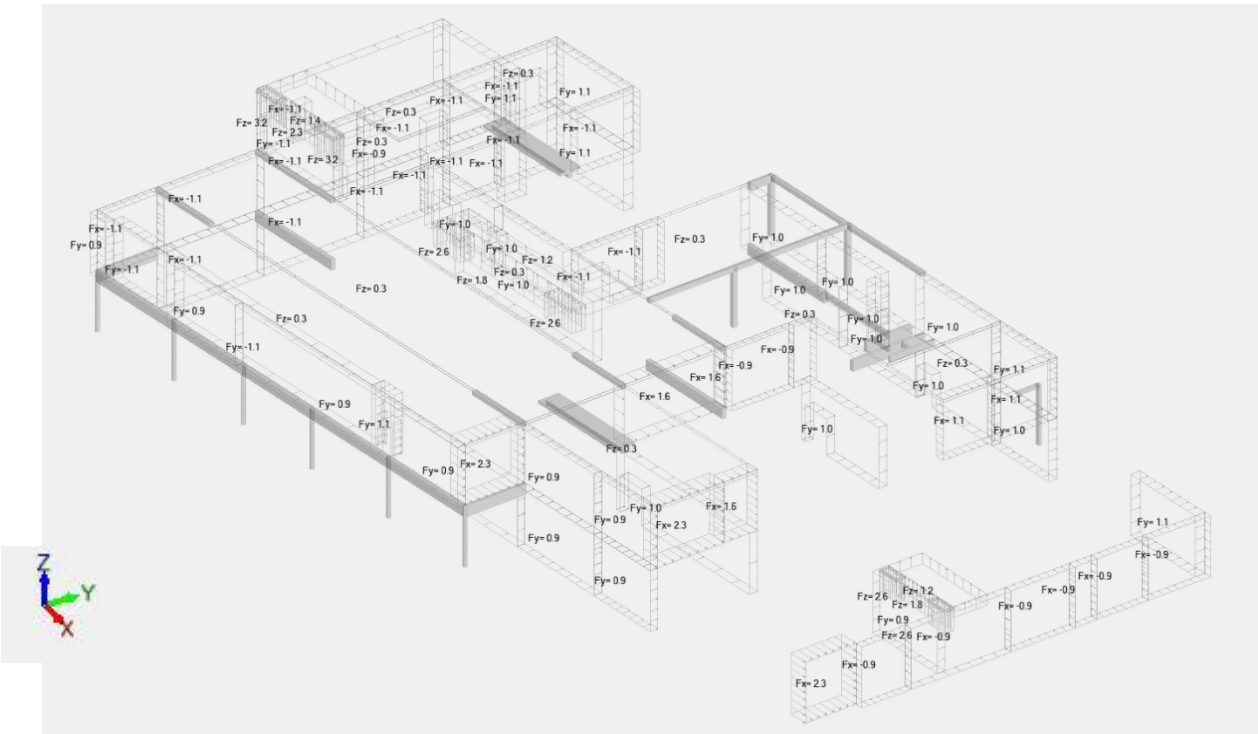 Fz= 0.3
Fx= -1.1
Fy= 1.1
Fy= 1.1
Fx= -1.1
Fx= -1.1
Fz= 3.2
Fz= 1.4
Fz= 0.3
Fx= -1.1
Fx= -1.1
Fz= 2.3
Fx= -1.1
Fz= 0.3
Fy= -1.1
Fx= -0.9
Fy= 1.1
Fx= -1.1
Fz= 3.2
Fx= -1.1
Fx= -1.1
Fx= -1.1
Fx= -1.1
Fx= -1.1
Fx= -1.1
Fy= 1.0
Fx= -1.1
Fy= 0.9
Fz= 2.6
Fy= 1.0
Fx= -1.1
Fz= 0.3
Fy= 1.0
Fx= -1.1
Fz= 1.2
Fy= -1.1
Fz= 0.3
Fx= -1.1
Fz= 1.8
Fy= 1.0
Fz= 0.3
Fy= 1.0
Fy= 1.0
Fy= 0.9
Fz= 0.3
Fz= 2.6
Fz= 0.3
Fy= 1.0
Fy= 1.0
Fy= 1.0
Fy= -1.1
Fx= -0.9
Fx= -0.9
Fz= 0.3
Fy= 1.1
Fx= 1.6
Fy= 1.0
Fx= 1.6
Fx= 1.1
Fy= 0.9
Fy= 1.1
Fx= 1.1
Fy= 1.0
Fy= 1.0
Fz= 0.3
Fy= 0.9
Fx= 2.3
Fy= 0.9
Fy= 1.0
Fx= 1.6
Fy= 0.9
Fx= 2.3
Fy= 1.1
Fy= 0.9
Fx= -0.9
Fy= 0.9
Fx= -0.9
Fx= -0.9
Fz= 2.6
Fz= 1.2
Fz= 1.8
Fx= -0.9
Fy= 0.9
Fz= 2.6
Fx= -0.9
Fx= -0.9
Fx= 2.3
Z
Y
X